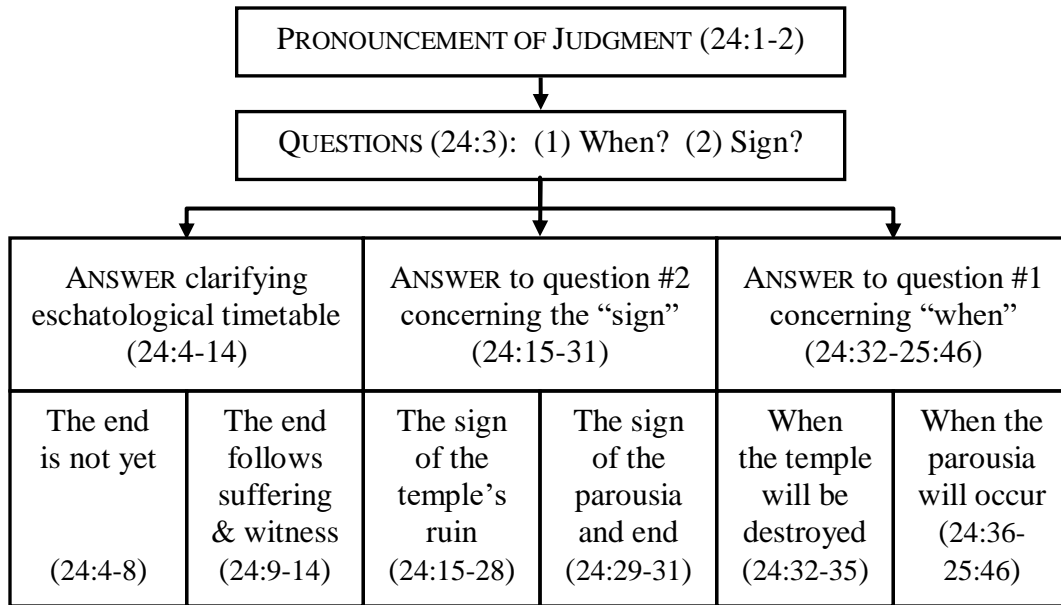 PRONOUNCEMENT OF JUDGMENT (24:1-2)
QUESTIONS (24:3): (1) When? (2) Sign?
ANSWER clarifying
eschatological timetable
(24:4-14)
ANSWER to question #2
concerning the “sign”
(24:15-31)
ANSWER to question #1
concerning “when”
(24:32-25:46)
The end
is not yet
(24:4-8)
The end
follows
suffering
& witness
(24:9-14)
The sign
of the
temple’s
ruin
(24:15-28)
The sign
of the
parousia
and end
(24:29-31)
When
the temple
will be
destroyed
(24:32-35)
When the
parousia
will occur
(24:36-
25:46)